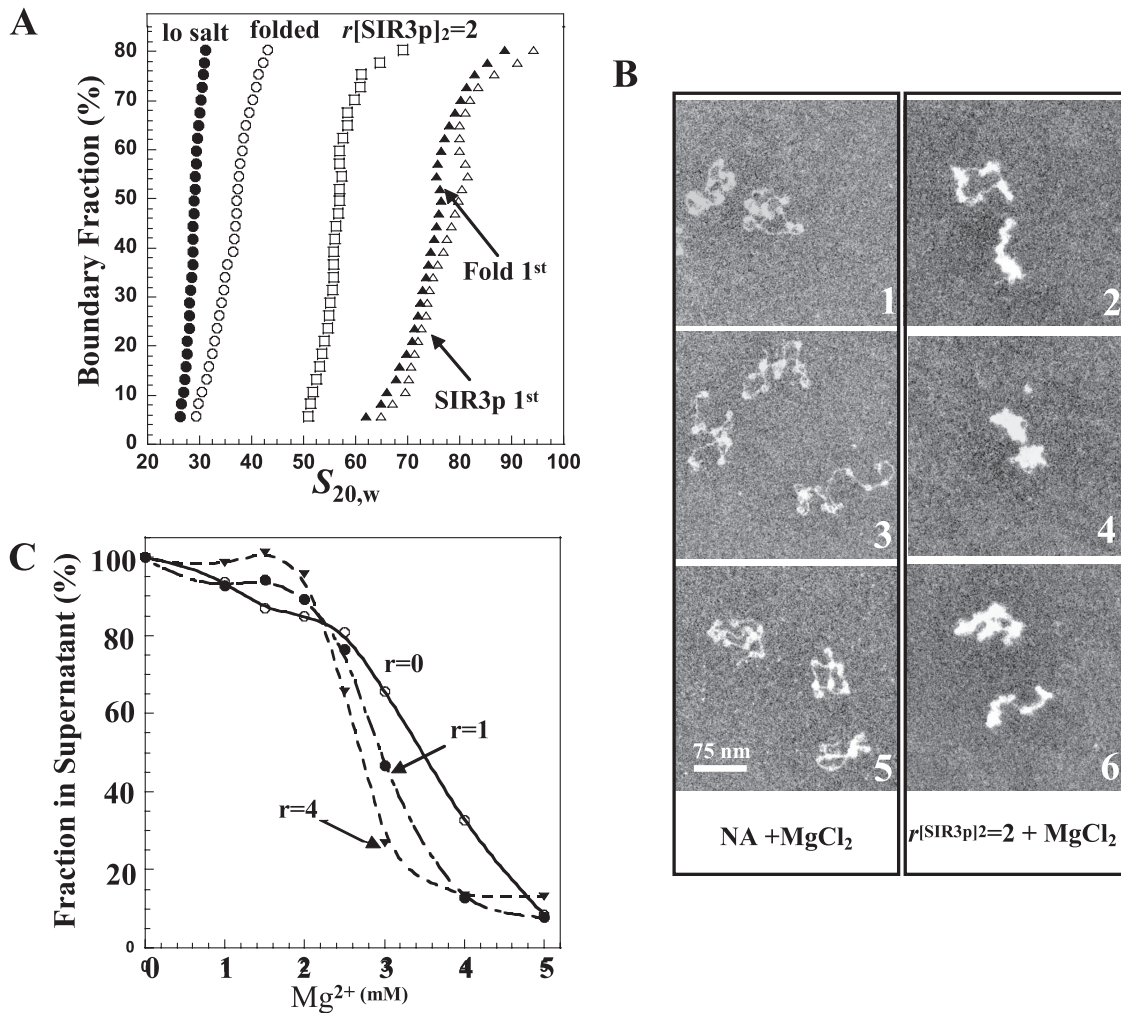 A
lo salt folded r[SIR3p]2=2
Boundary Fraction (%)
80
70
60
50
40
30
20
10
0
Fold 1st
SIR3p 1st
20 30 40 50 60 70 80 90 100
S20,w
B
1
2
3
4
5
6
75 nm
NA +MgCl2
r[SIR3p]2=2 + MgCl2
C
Fraction in Supernatant (%)
100
80
60
40
20
0
r=0
r=1
r=4
0 1 2 3 4 5
Mg2+ (mM)